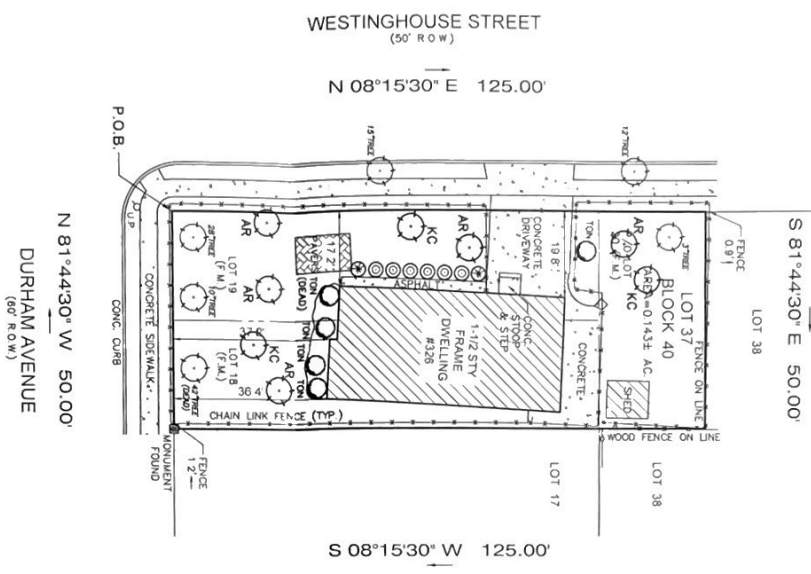 WESTINGHOUSE STREET
(50' R O W)
N 08°15'30" E 125.00'
15"TREE
12"TREE
P.O.B.
U.P.
N 81°44'30" W 50.00'
DURHAM AVENUE
(60' R.O.W.)
CONC. CURB
CONCRETE SIDEWALK
28"TREE
LOT 19
(F.M.)
10"TREE
LOT 18
(F.M.)
(DEAD)
AR
AR
KC
AR
36.4'
17.2'
PAVERS
TON
(DEAD)
TON
TON
TON
KC
AR
ASPHALT
1-1/2 STY
FRAME
DWELLING
#326
CONC.
STOOP
& STEP
CONCRETE
DRIVEWAY
19 8'
CONCRETE
TON
AR
KC
3"TREE
LOT 37
BLOCK 40
AREA=0.143± AC.
SHED
FENCE ON LINE
WOOD FENCE ON LINE
FENCE
0.9'
LOT 38
S 81°44'30" E 50.00'
CHAIN LINK FENCE (TYP.)
MONUMENT
FOUND
FENCE
1 2'
LOT 17
LOT 38
S 08°15'30" W 125.00'